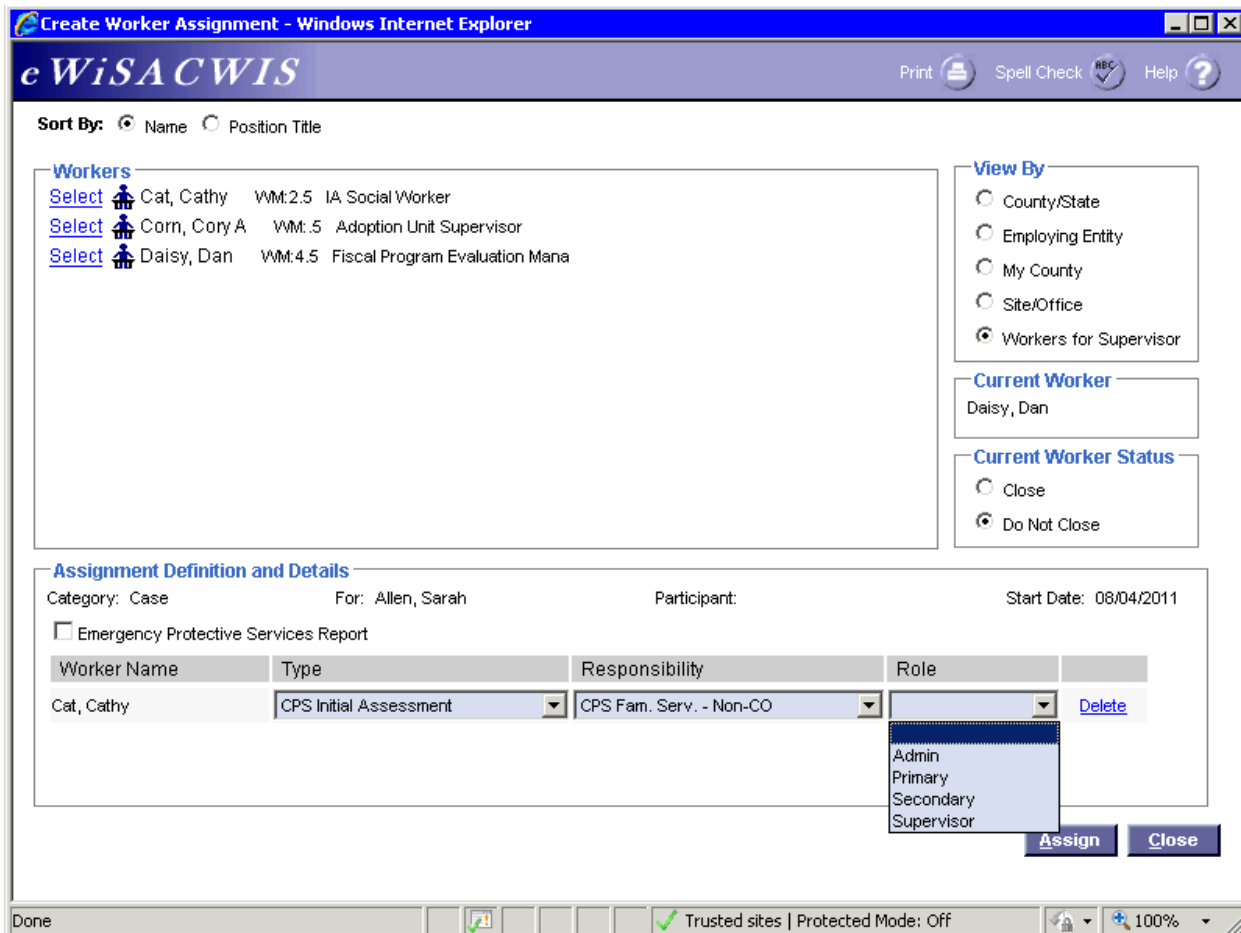 Create Worker Assignment - Windows Internet Explorer
eWiSACWIS
Print Spell Check ABC Help ?
Sort By: Name Position Title
Workers
Select Cat, Cathy WM:2.5 IA Social Worker
Select Corn, Cory A WM:.5 Adoption Unit Supervisor
Select Daisy, Dan WM:4.5 Fiscal Program Evaluation Mana
View By
County/State
Employing Entity
My County
Site/Office
Workers for Supervisor
Current Worker
Daisy, Dan
Current Worker Status
Close
Do Not Close
Assignment Definition and Details
Category: Case For: Allen, Sarah Participant: Start Date: 08/04/2011
Emergency Protective Services Report
Worker Name Type Responsibility Role
Cat, Cathy CPS Initial Assessment CPS Fam. Serv. - Non-CO Delete
Admin
Primary
Secondary
Supervisor
Assign Close
Done Trusted sites | Protected Mode: Off 100%